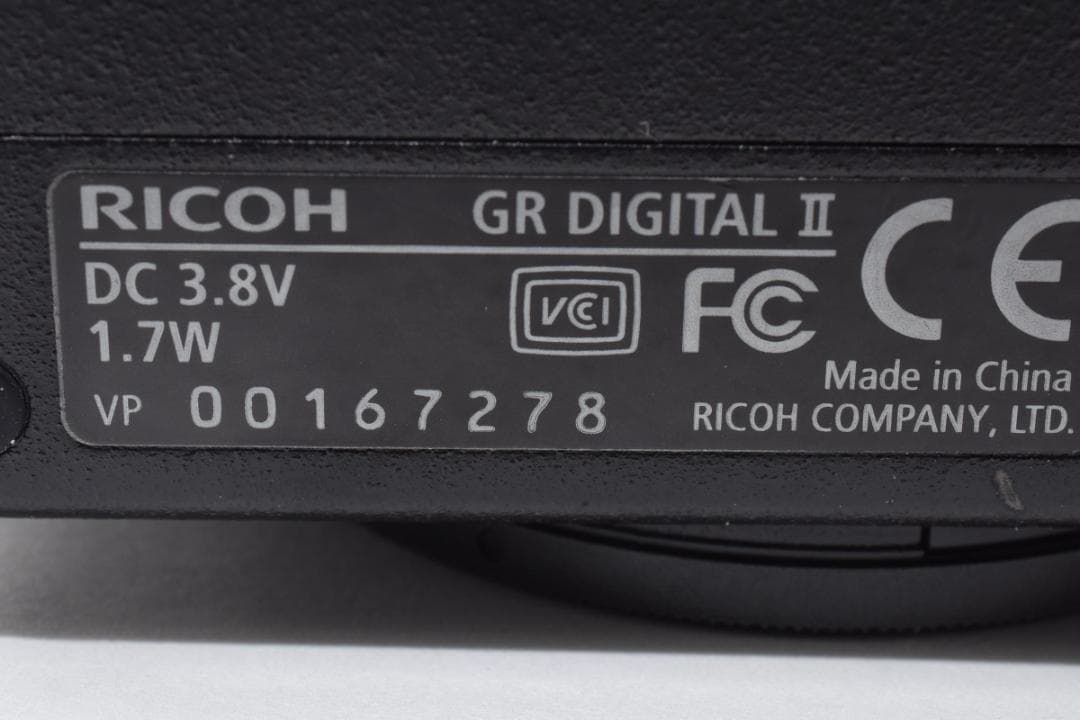 RICOH GR DIGITAL II
DC 3.8V
1.7W
VCCI FC CE
Made in China
VP 00167278 RICOH COMPANY, LTD.